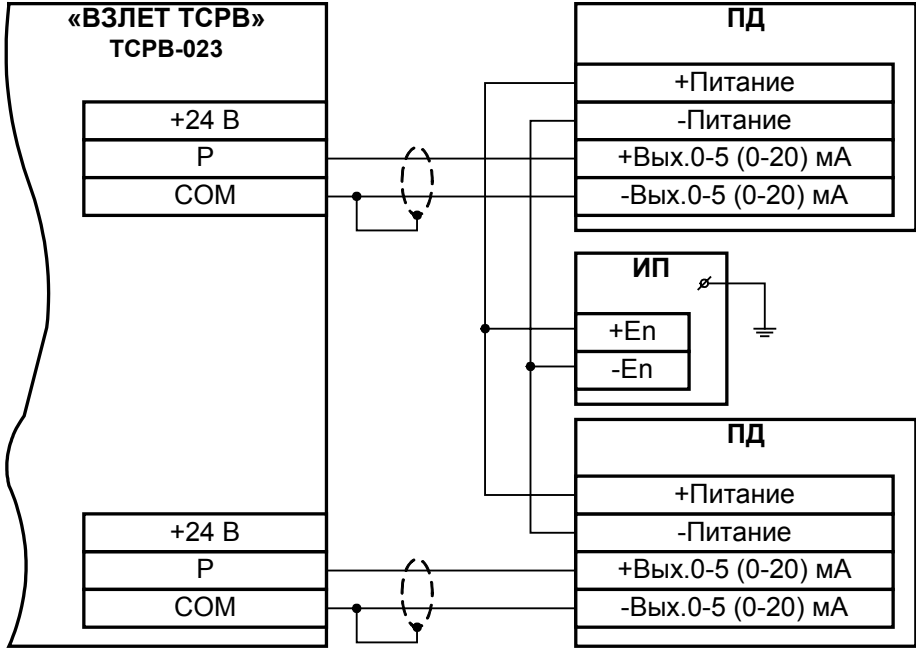 «ВЗЛЕТ ТСРВ»
ТСРВ-023
+24 В
Р
СОМ
+24 В
Р
СОМ
ПД
+Питание
-Питание
+Вых.0-5 (0-20) мА
-Вых.0-5 (0-20) мА
ИП
+En
-En
ПД
+Питание
-Питание
+Вых.0-5 (0-20) мА
-Вых.0-5 (0-20) мА